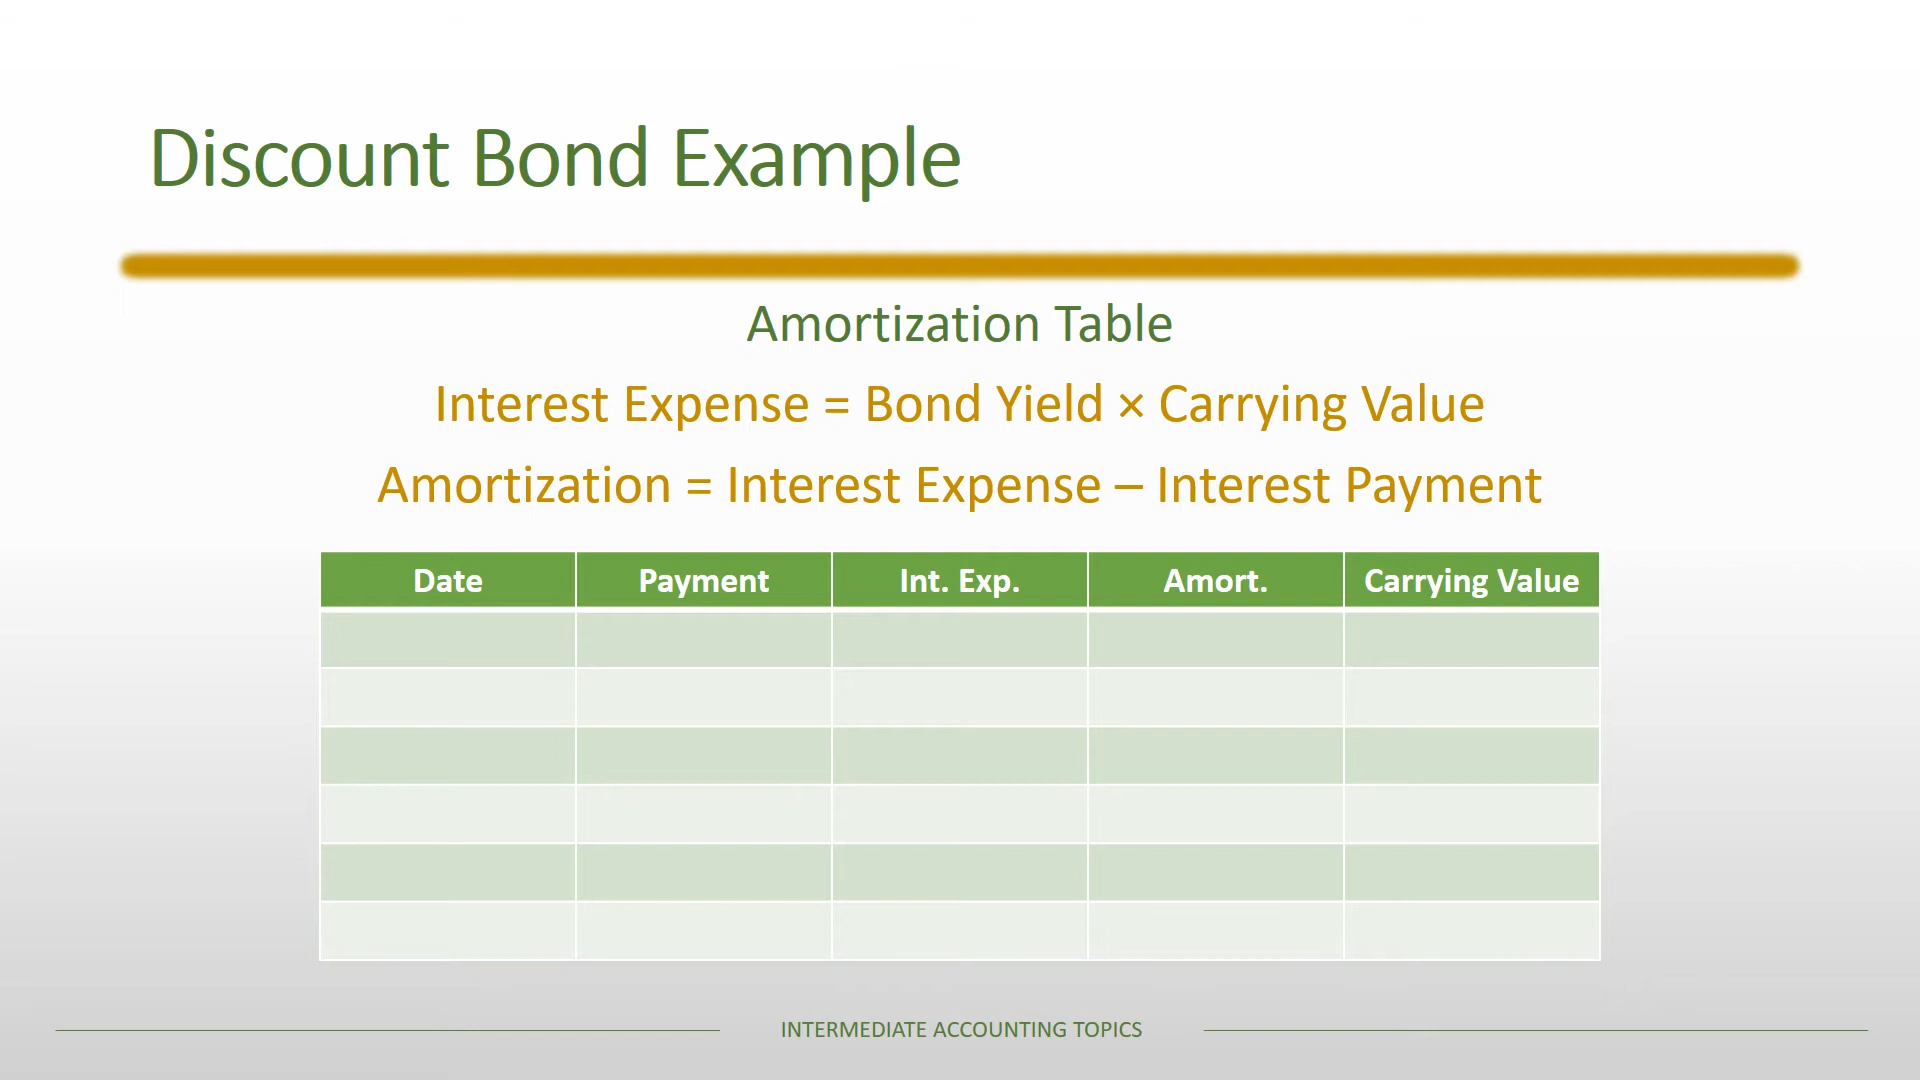 Discount Bond Example
Amortization Table
Interest Expense = Bond Yield × Carrying Value
Amortization = Interest Expense – Interest Payment
Date Payment Int. Exp. Amort. Carrying Value
INTERMEDIATE ACCOUNTING TOPICS